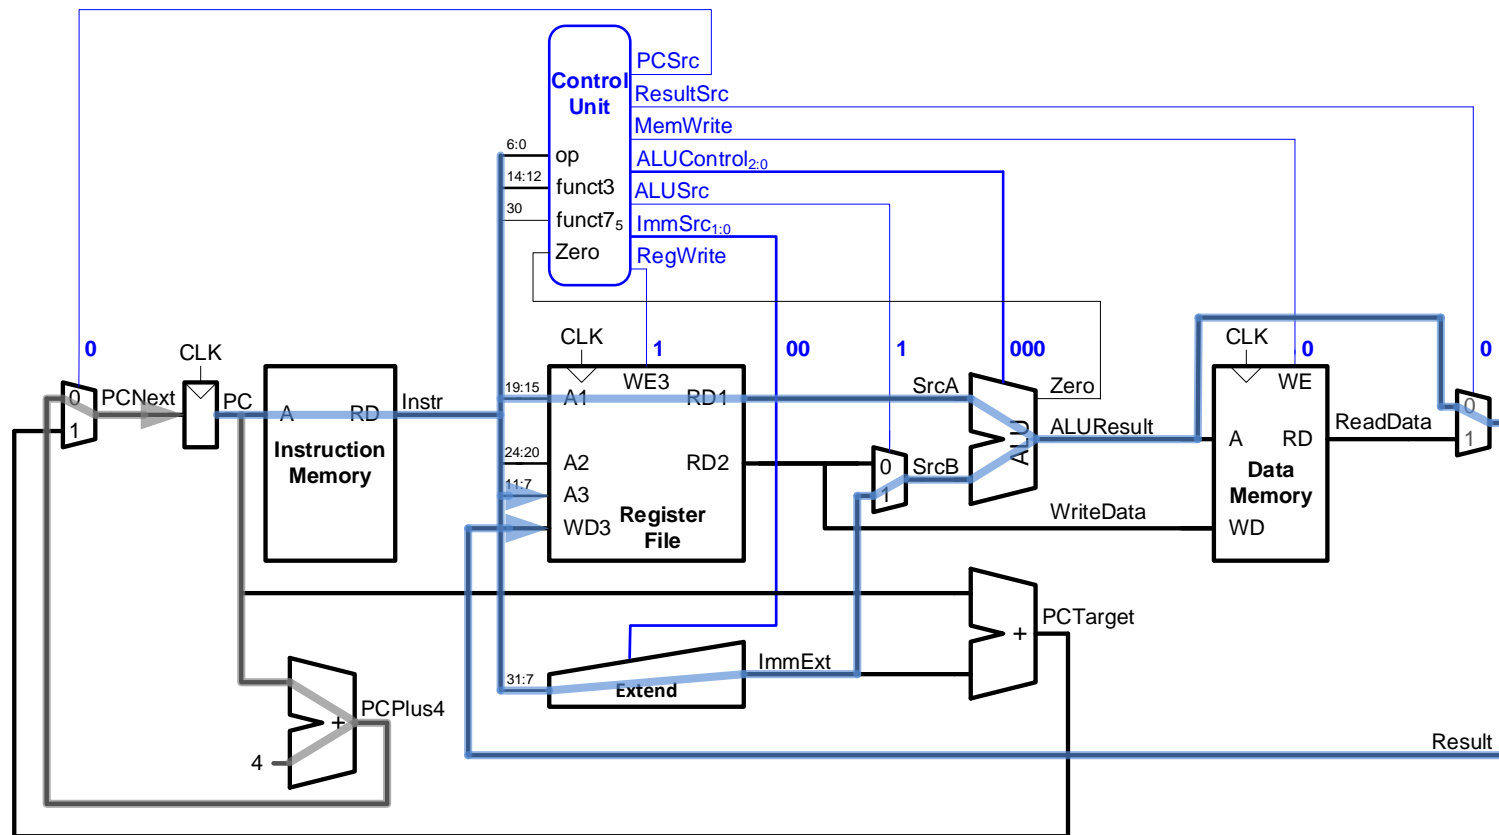 PCSrc
Control
Unit
ResultSrc
MemWrite
6:0
op
ALUControl2:0
14:12
funct3
ALUSrc
30
funct75
ImmSrc1:0
Zero
RegWrite
0
CLK
CLK
1
00
1
000
CLK
0
0
0
1
PCNext
PC
A
RD
Instruction
Memory
Instr
19:15
A1
WE3
RD1
24:20
A2
RD2
11:7
A3
WD3
Register
File
0
1
SrcA
SrcB
ALU
Zero
ALUResult
WriteData
WE
A
RD
Data
Memory
WD
ReadData
0
1
+
PCTarget
31:7
Extend
ImmExt
+
PCPlus4
4
Result